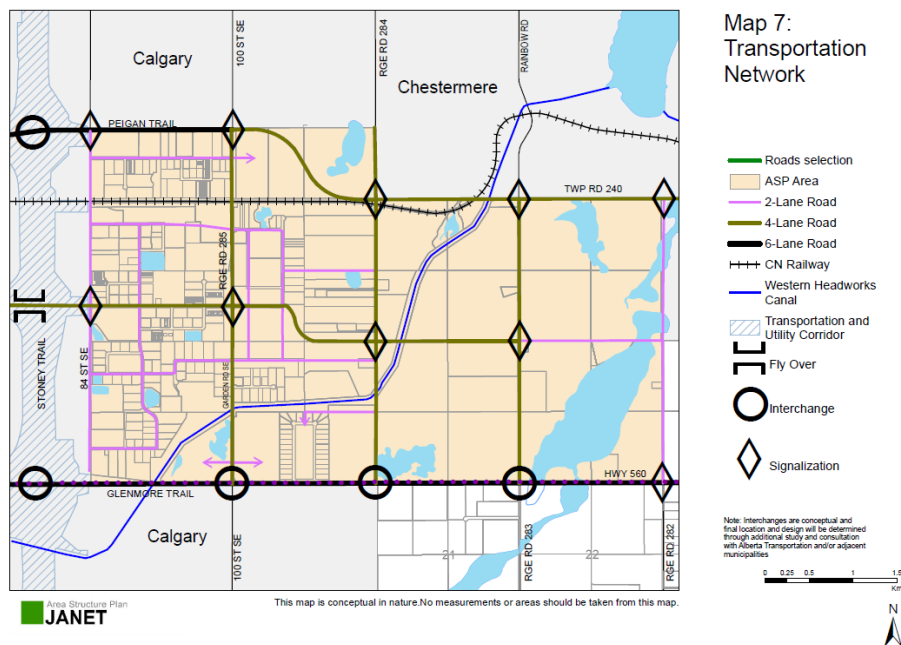 Map 7:
Transportation
Network
Calgary
100 ST SE
RGE RD 284
RAINBOW RD
Chestermere
PEIGAN TRAIL
TWP RD 240
RGE RD 285
STONEY TRAIL
84 ST SE
GARDEN RD SE
HWY 560
GLENMORE TRAIL
Calgary
100 ST SE
21
RGE RD 283
22
RGE RD 282
Roads selection
ASP Area
2-Lane Road
4-Lane Road
6-Lane Road
CN Railway
Western Headworks
Canal
Transportation and
Utility Corridor
Fly Over
Interchange
Signalization
Note: Interchanges are conceptual and
final location and design will be determined
through additional study and consultation
with Alberta Transportation and/or adjacent
municipalities
0 0.25 0.5 1 1.5
Km
N
Area Structure Plan
JANET
This map is conceptual in nature.No measurements or areas should be taken from this map.